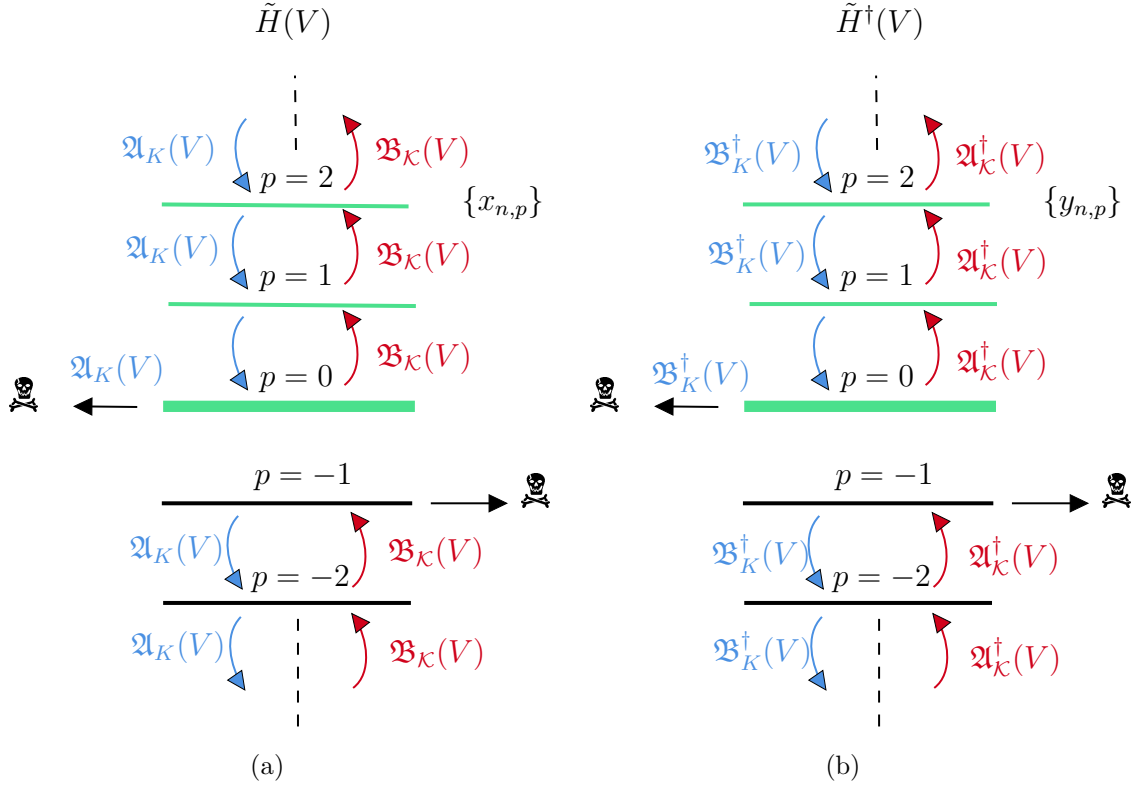 H̃(V)
𝔄_K(V)
𝔅_𝒦(V)
p = 2
{x_{n,p}}
𝔄_K(V)
𝔅_𝒦(V)
p = 1
𝔄_K(V)
p = 0
𝔅_𝒦(V)
p = −1
𝔄_K(V)
𝔅_𝒦(V)
p = −2
𝔄_K(V)
𝔅_𝒦(V)
(a)
H̃†(V)
𝔅†_K(V)
𝔄†_𝒦(V)
p = 2
{y_{n,p}}
𝔅†_K(V)
𝔄†_𝒦(V)
p = 1
𝔅†_K(V)
p = 0
𝔄†_𝒦(V)
p = −1
𝔅†_K(V)
𝔄†_𝒦(V)
p = −2
𝔅†_K(V)
𝔄†_𝒦(V)
(b)